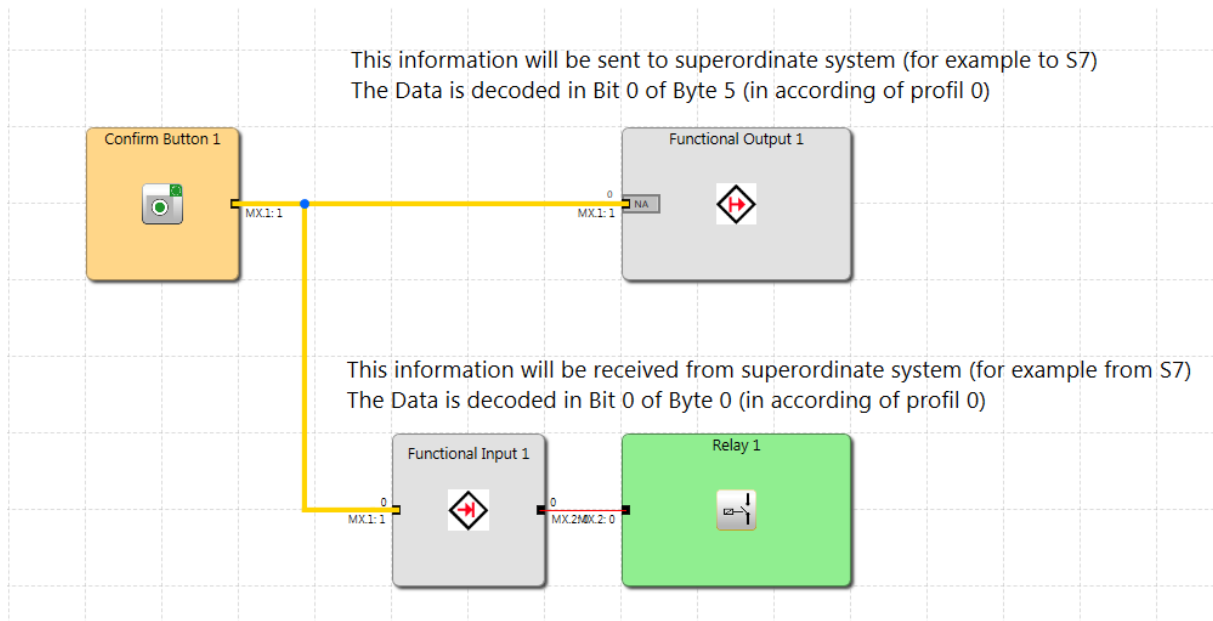 This information will be sent to superordinate system (for example to S7)
The Data is decoded in Bit 0 of Byte 5 (in according of profil 0)
Confirm Button 1
MX.1: 1
Functional Output 1
0
NA
MX.1: 1
This information will be received from superordinate system (for example from S7)
The Data is decoded in Bit 0 of Byte 0 (in according of profil 0)
Functional Input 1
0
MX.1: 1
0
MX.2: 0
Relay 1
MX.2: 0